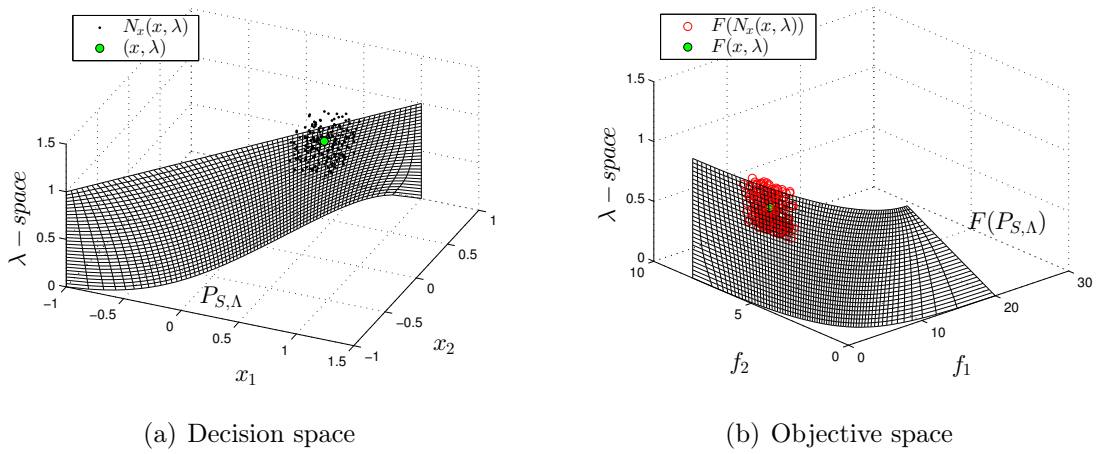 N_x(x, λ)
(x, λ)
λ − space
1.5
1
0.5
0
−1
−0.5
0
0.5
1
1.5
x_1
−1
−0.5
0
0.5
1
x_2
P_{S,Λ}
(a) Decision space
F(N_x(x, λ))
F(x, λ)
λ − space
1.5
1
0.5
0
10
5
0
f_2
0
10
20
30
f_1
F(P_{S,Λ})
(b) Objective space